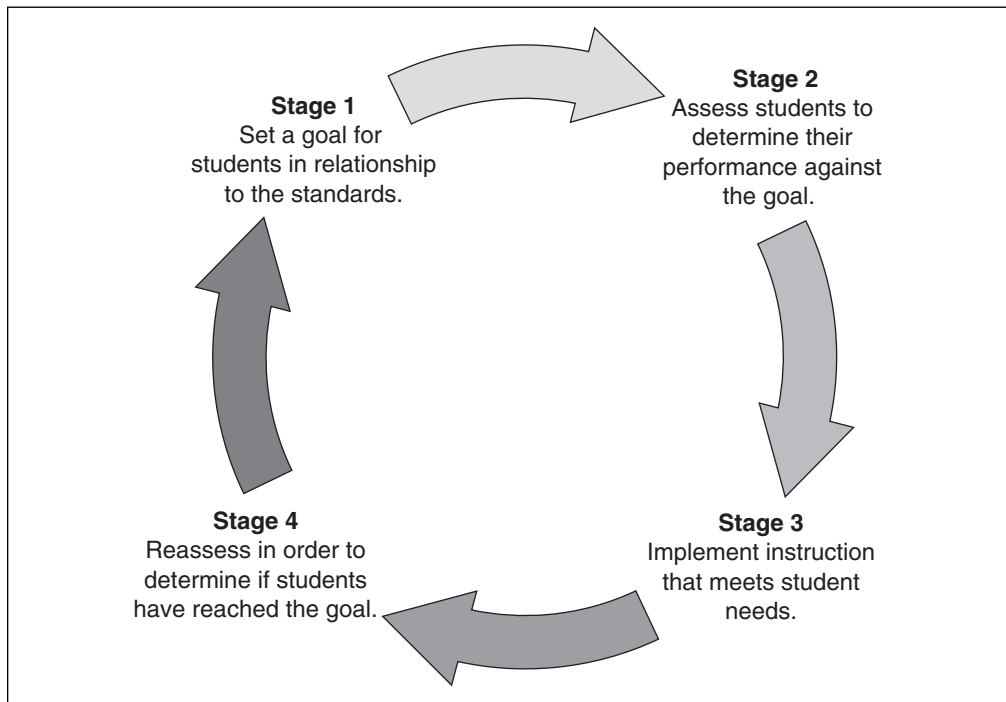 Stage 1
Set a goal for
students in relationship
to the standards.
Stage 2
Assess students to
determine their
performance against
the goal.
Stage 3
Implement instruction
that meets student
needs.
Stage 4
Reassess in order to
determine if students
have reached the goal.